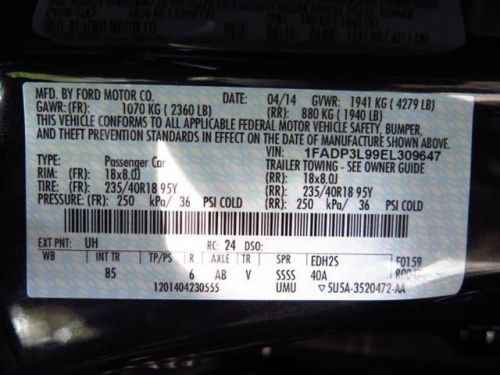 MFD. BY FORD MOTOR CO. DATE: 04/14 GVWR: 1941 KG ( 4279 LB)
GAWR:(FR): 1070 KG ( 2360 LB) (RR): 880 KG ( 1940 LB)
THIS VEHICLE CONFORMS TO ALL APPLICABLE FEDERAL MOTOR VEHICLE SAFETY, BUMPER, AND
THEFT PREVENTION STANDARDS IN EFFECT ON THE DATE OF MANUFACTURE SHOWN ABOVE.
VIN: 1FADP3L99EL309647
TYPE: Passenger Car TRAILER TOWING - SEE OWNER GUIDE
RIM: (FR) 18x8.0J (RR) 18x8.0J
TIRE: (FR) 235/40R18 95Y (RR) 235/40R18 95Y
PRESSURE: (FR) 250 kPa/ 36 PSI COLD (RR) 250 kPa/ 36 PSI COLD
EXT PNT: UH RC: 24 DSO:
WB INT TR TP/PS R AXLE TR SPR EDH2S F0159
85 6 AB V SSSS 40A
1201404230555 UMU 5U5A-3520472-AA